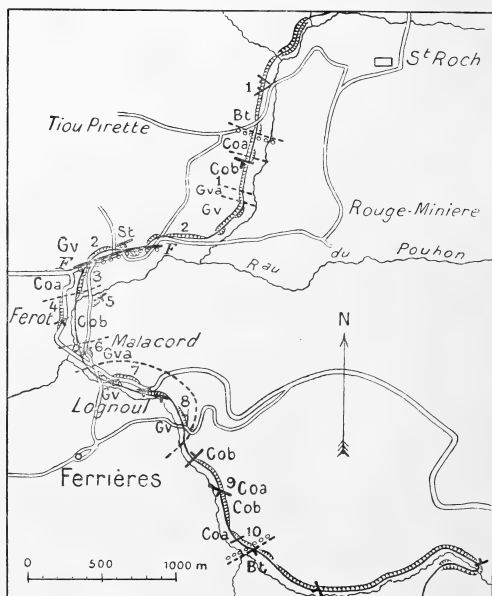 St Roch
1
Tiou Pirette
Bt
Coa
Cob
1
Gva
Gv
Rouge-Miniere
St
2
2
Gv
F
F
Rau du Pouhon
3
Coa
4
5
Ferot
Cob
6
Malacord
Gva
7
N
Gv
Lognoul
8
Gv
Ferrières
Cob
9
Coa
Cob
Coa
10
Bt
0 500 1000 m